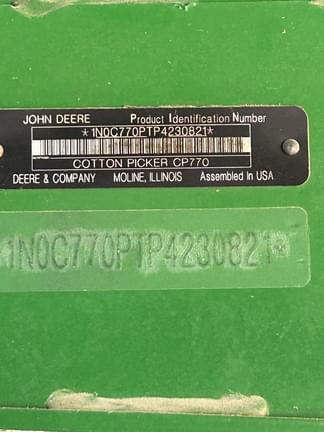 JOHN DEERE Product Identification Number
*1N0C770PTP4230821*
COTTON PICKER CP770
DEERE & COMPANY MOLINE, ILLINOIS Assembled In USA
1N0C770PTP4230821*